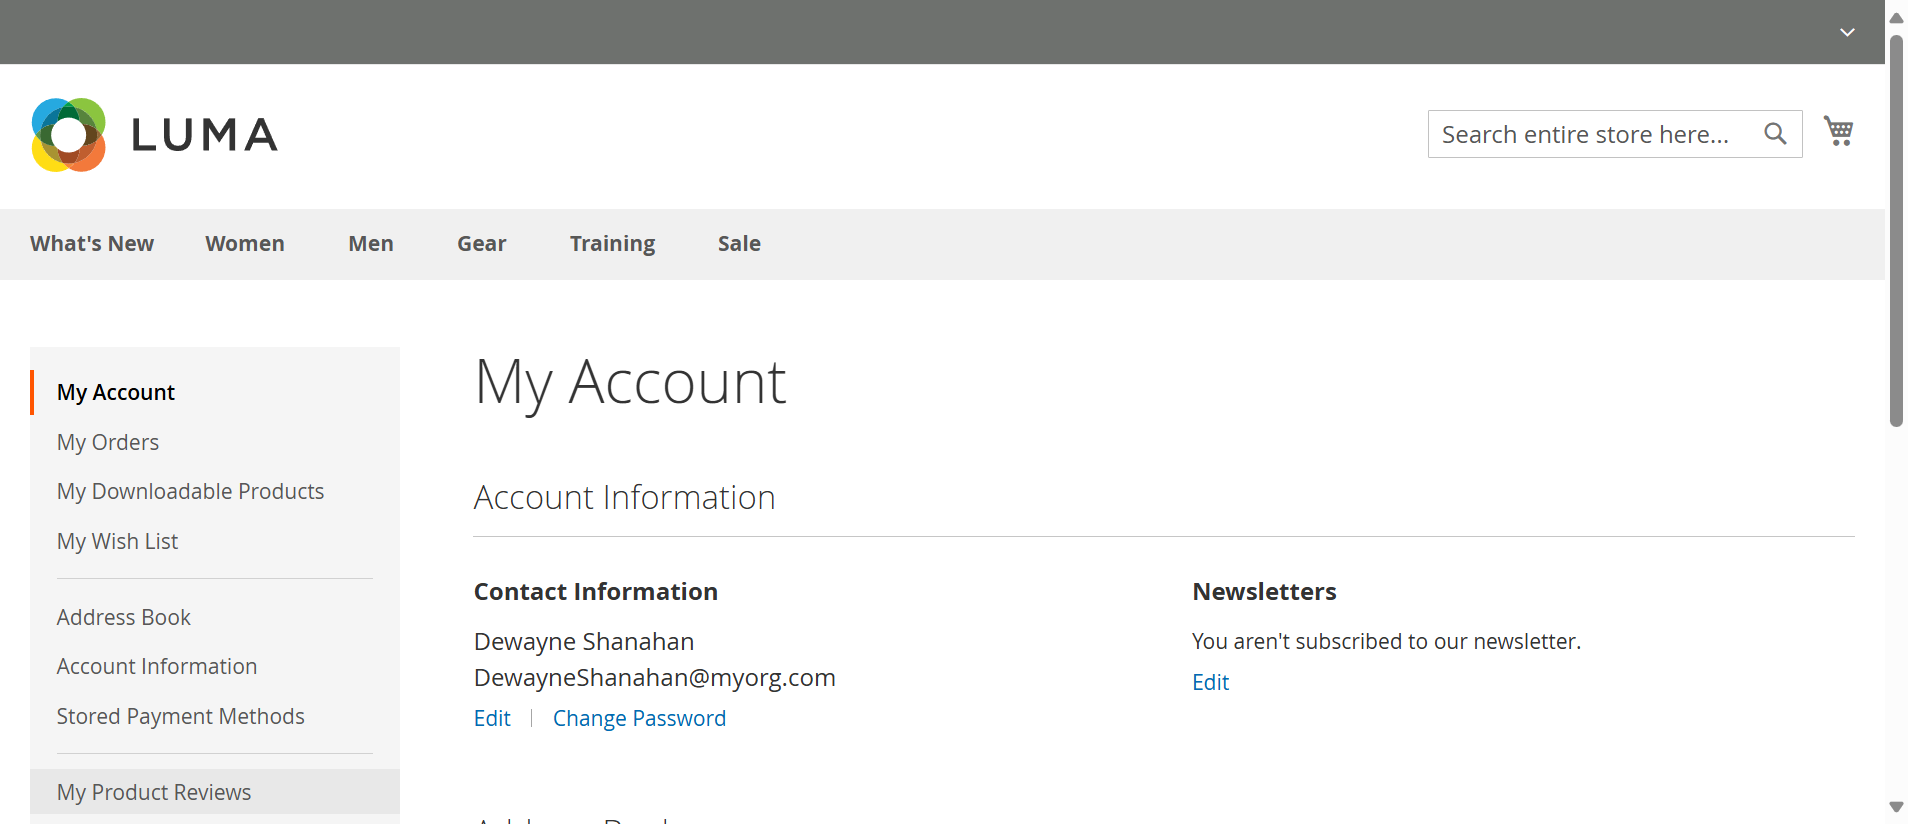 LUMA
Search entire store here...
What's New Women Men Gear Training Sale
My Account
My Orders
My Downloadable Products
My Wish List
Address Book
Account Information
Stored Payment Methods
My Product Reviews
My Account
Account Information
Contact Information
Dewayne Shanahan
DewayneShanahan@myorg.com
Edit | Change Password
Newsletters
You aren't subscribed to our newsletter.
Edit